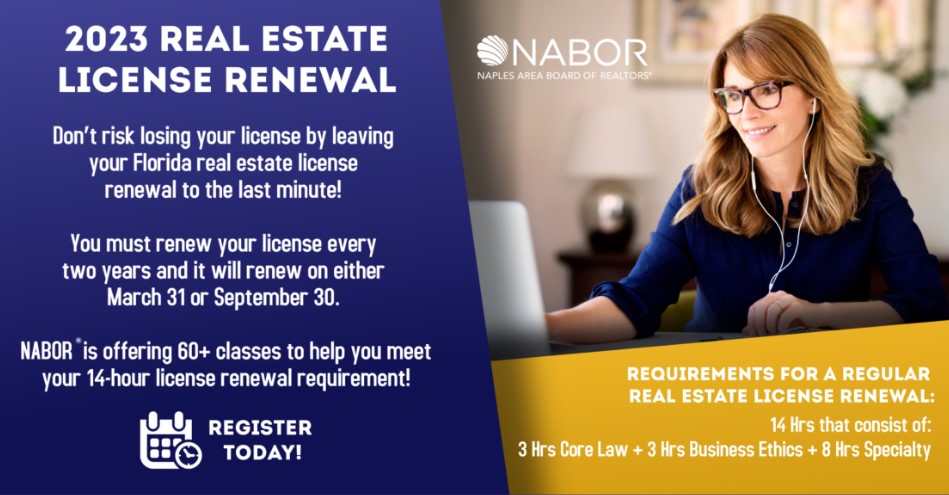 2023 REAL ESTATE
LICENSE RENEWAL
Don't risk losing your license by leaving
your Florida real estate license
renewal to the last minute!
You must renew your license every
two years and it will renew on either
March 31 or September 30.
NABOR® is offering 60+ classes to help you meet
your 14-hour license renewal requirement!
REGISTER
TODAY!
NABOR
NAPLES AREA BOARD OF REALTORS®
REQUIREMENTS FOR A REGULAR
REAL ESTATE LICENSE RENEWAL:
14 Hrs that consist of:
3 Hrs Core Law + 3 Hrs Business Ethics + 8 Hrs Specialty